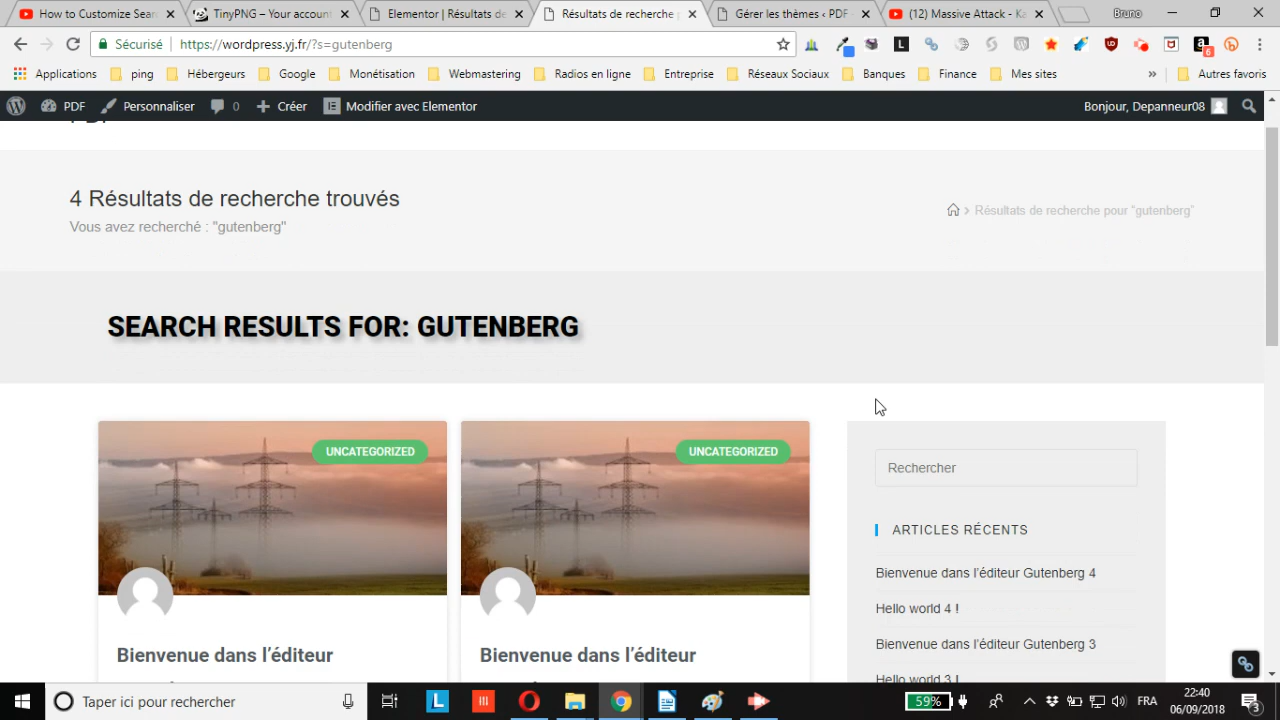 How to Customize Sear
TinyPNG – Your accoun
Elementor | Résultats de
Résultats de recherche
Gérer les thèmes ‹ PDF
(12) Massive Attack - Ka
Bruno
Sécurisé
https://wordpress.yj.fr/?s=gutenberg
6
Applications
ping
Hébergeurs
Google
Monétisation
Webmastering
Radios en ligne
Entreprise
Réseaux Sociaux
Banques
Finance
Mes sites
»
Autres favoris
PDF
Personnaliser
0
Créer
Modifier avec Elementor
Bonjour, Depanneur08
4 Résultats de recherche trouvés
Vous avez recherché : "gutenberg"
Résultats de recherche pour "gutenberg"
SEARCH RESULTS FOR: GUTENBERG
UNCATEGORIZED
UNCATEGORIZED
Rechercher
ARTICLES RÉCENTS
Bienvenue dans l'éditeur Gutenberg 4
Hello world 4 !
Bienvenue dans l'éditeur Gutenberg 3
Hello world 3 !
Bienvenue dans l'éditeur
Bienvenue dans l'éditeur
Taper ici pour rechercher
59%
FRA
22:40
06/09/2018
3